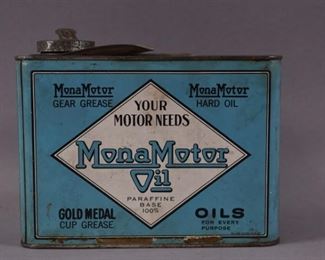 MonaMotor
GEAR GREASE
MonaMotor
HARD OIL
YOUR
MOTOR NEEDS
MonaMotor
Oil
PARAFFINE
BASE
100%
GOLD MEDAL
CUP GREASE
OILS
FOR EVERY
PURPOSE